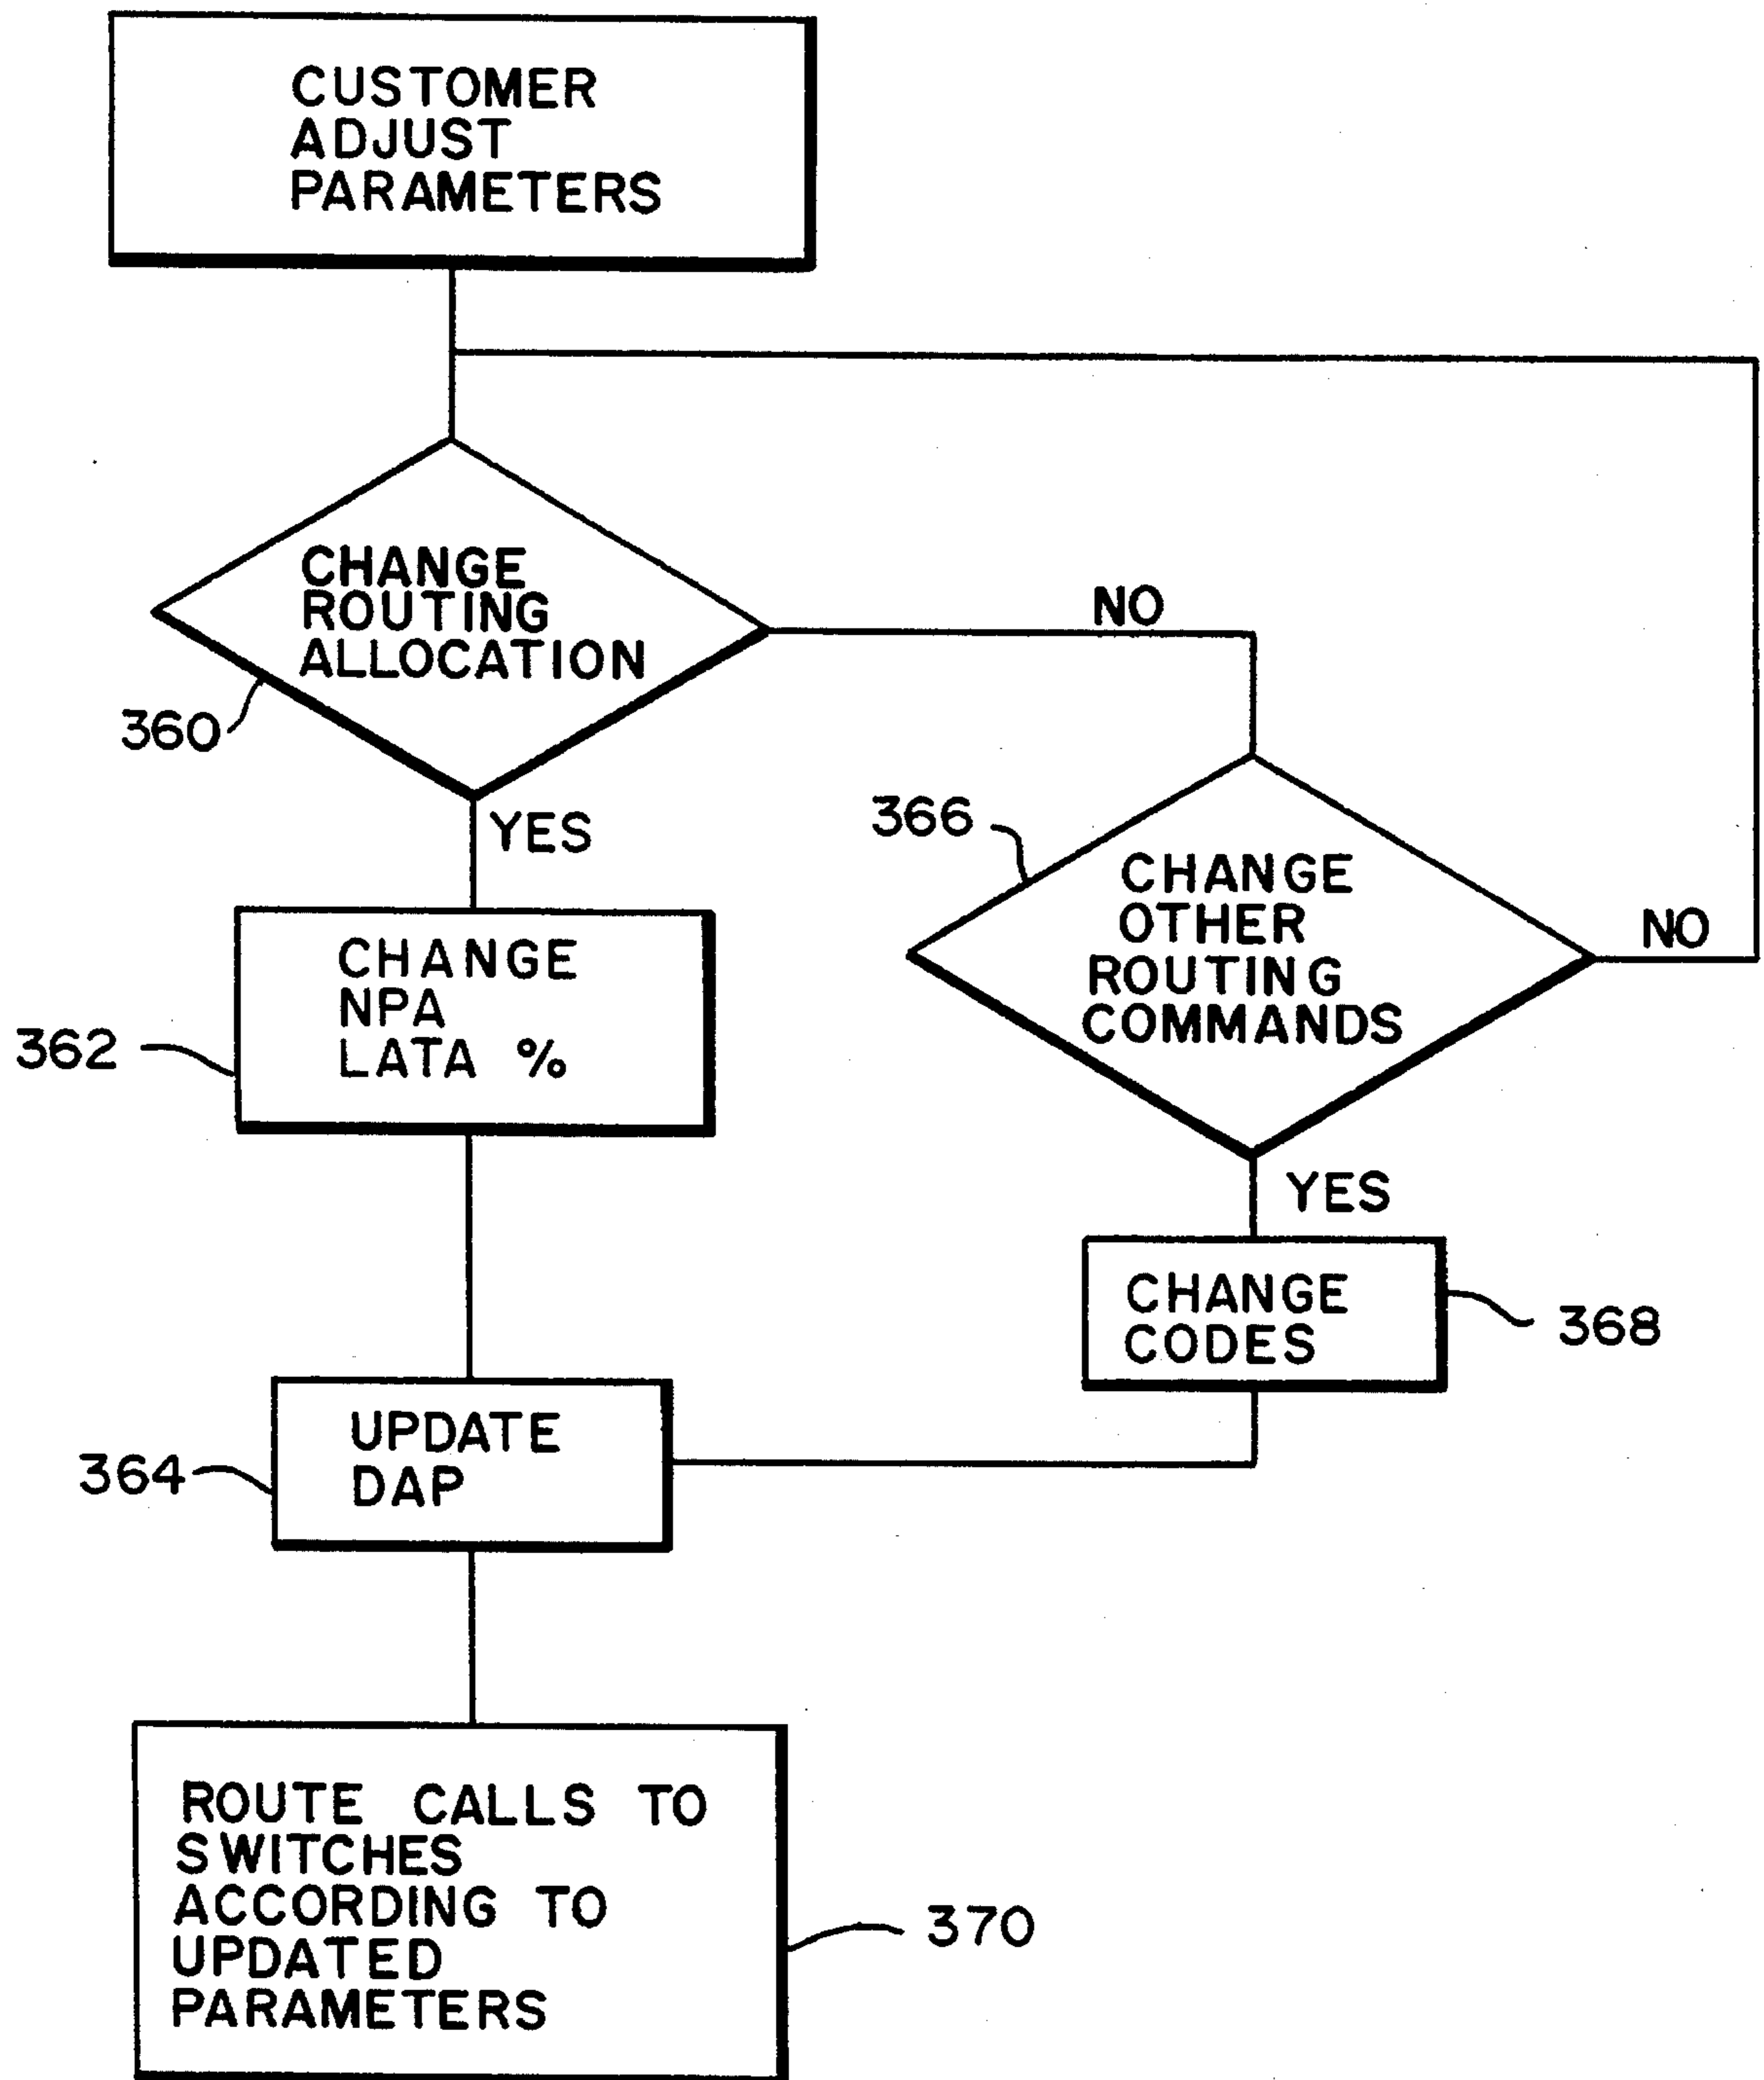 CUSTOMER
ADJUST
PARAMETERS
CHANGE
ROUTING
ALLOCATION
360
NO
YES
366
CHANGE
OTHER
ROUTING
COMMANDS
NO
CHANGE
NPA
LATA %
362
YES
CHANGE
CODES
368
UPDATE
DAP
364
ROUTE CALLS TO
SWITCHES
ACCORDING TO
UPDATED
PARAMETERS
370